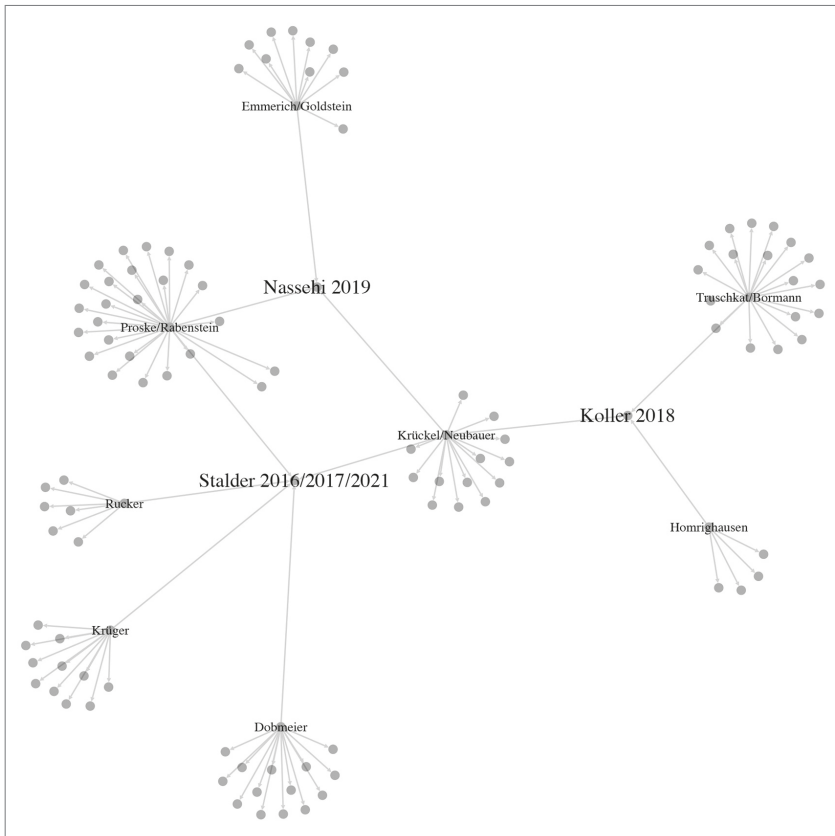 Emmerich/Goldstein
Nassehi 2019
Truschkat/Bormann
Proske/Rabenstein
Koller 2018
Krückel/Neubauer
Stalder 2016/2017/2021
Rucker
Homrighausen
Krüger
Dobmeier